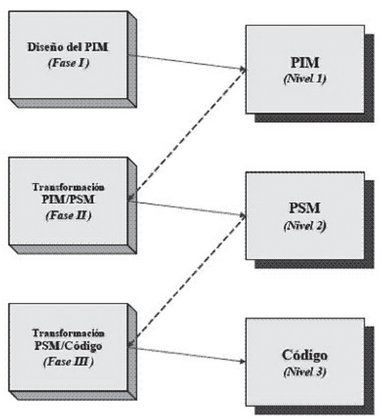 Diseño del PIM
(Fase I)
PIM
(Nivel 1)
Transformación
PIM/PSM
(Fase II)
PSM
(Nivel 2)
Transformación
PSM/Código
(Fase III)
Código
(Nivel 3)